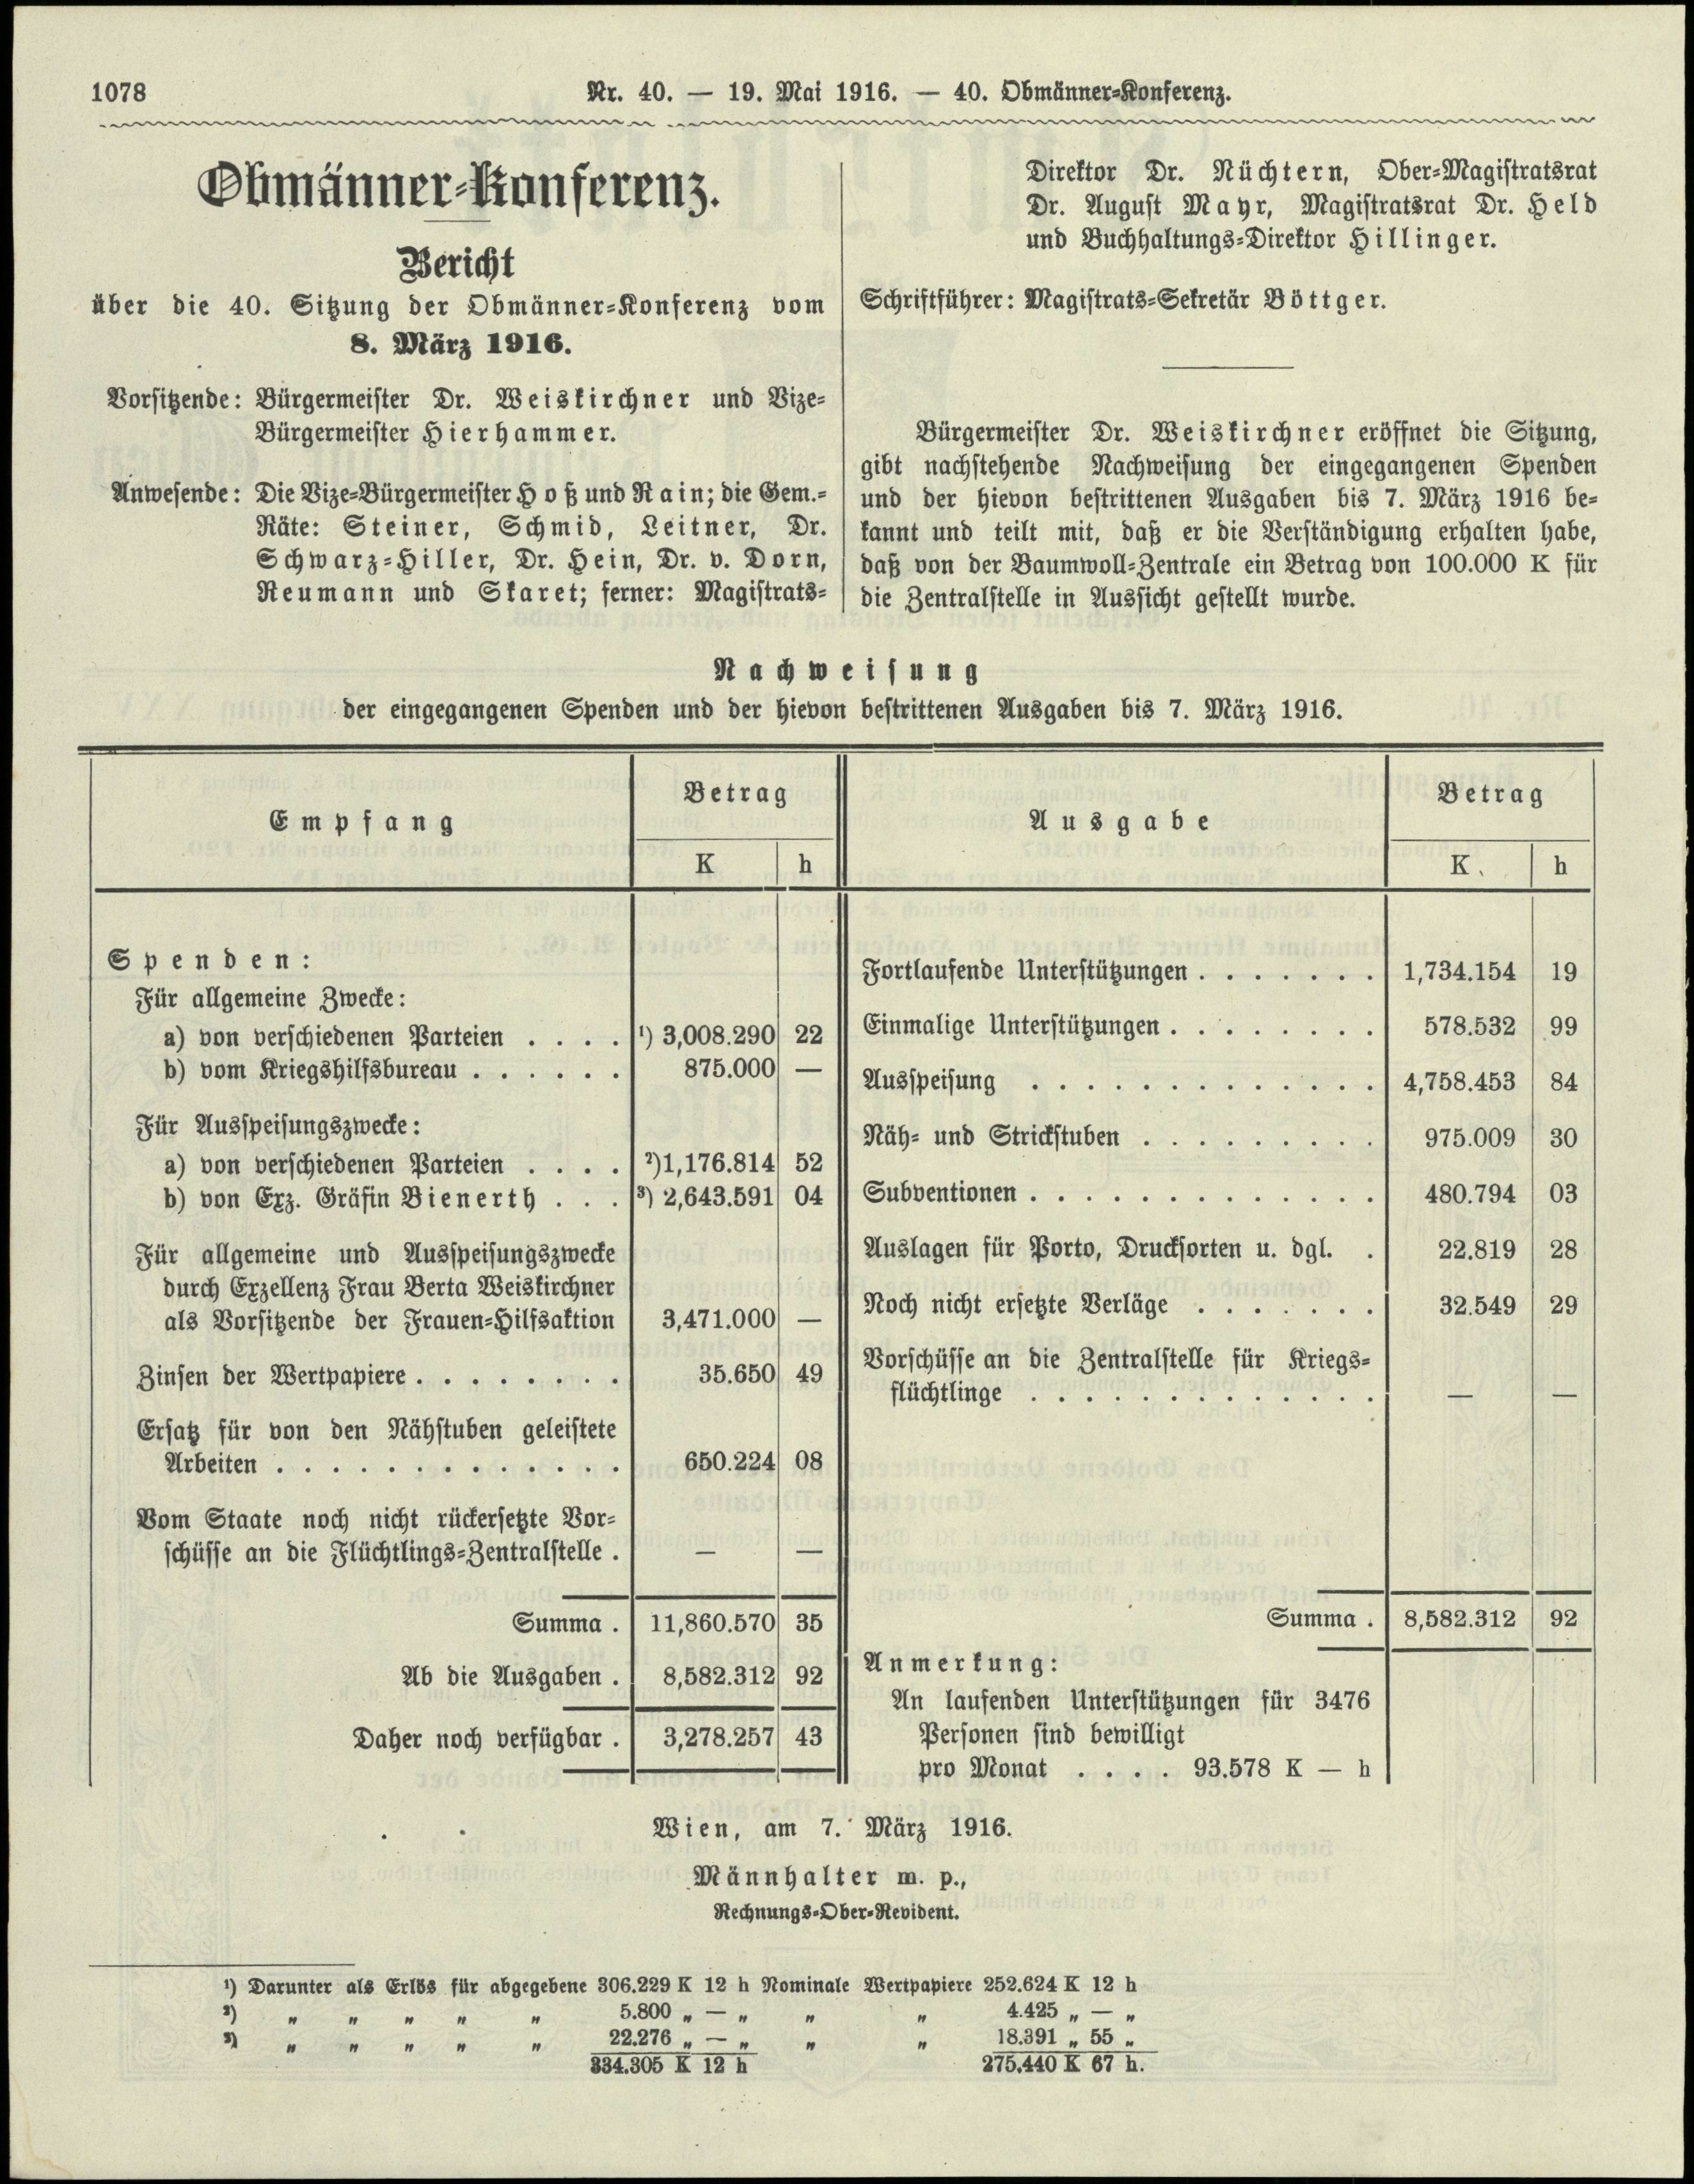 1078
Nr. 40. — 19. Mai 1916. — 40. Obmänner-Konferenz.
Obmänner-Konferenz.
Bericht
über die 40. Sitzung der Obmänner-Konferenz vom
8. März 1916.
Vorsitzende: Bürgermeister Dr. Weiskirchner und Vize-
Bürgermeister Hierhammer.
Anwesende: Die Vize-Bürgermeister Hoß und Rain; die Gem.-
Räte: Steiner, Schmid, Leitner, Dr.
Schwarz-Hiller, Dr. Hein, Dr. v. Dorn,
Neumann und Skaret; ferner: Magistrats-
Direktor Dr. Nüchtern, Ober-Magistratsrat
Dr. August Mayr, Magistratsrat Dr. Held
und Buchhaltungs-Direktor Hillinger.
Schriftführer: Magistrats-Sekretär Böttger.
Bürgermeister Dr. Weiskirchner eröffnet die Sitzung,
gibt nachstehende Nachweisung der eingegangenen Spenden
und der hievon bestrittenen Ausgaben bis 7. März 1916 be-
kannt und teilt mit, daß er die Verständigung erhalten habe,
daß von der Baumwoll-Zentrale ein Betrag von 100.000 K für
die Zentralstelle in Aussicht gestellt wurde.
Nachweisung
der eingegangenen Spenden und der hievon bestrittenen Ausgaben bis 7. März 1916.
Empfang
Betrag
K h
Spenden:
Für allgemeine Zwecke:
a) von verschiedenen Parteien . . . . ¹) 3,008.290 22
b) vom Kriegshilfsbureau . . . . . . 875.000 —
Für Ausspeisungszwecke:
a) von verschiedenen Parteien . . . . ²)1,176.814 52
b) von Exz. Gräfin Bienerth . . . ³) 2,643.591 04
Für allgemeine und Ausspeisungszwecke
durch Exzellenz Frau Berta Weiskirchner
als Vorsitzende der Frauen-Hilfsaktion 3,471.000 —
Zinsen der Wertpapiere . . . . . . . . 35.650 49
Ersatz für von den Nähstuben geleistete
Arbeiten . . . . . . . . . . . . . 650.224 08
Vom Staate noch nicht rückersetzte Vor-
schüsse an die Flüchtlings-Zentralstelle . — —
Summa . 11,860.570 35
Ab die Ausgaben . 8,582.312 92
Daher noch verfügbar . 3,278.257 43
Ausgabe
Betrag
K. h
Fortlaufende Unterstützungen . . . . . . . 1,734.154 19
Einmalige Unterstützungen . . . . . . . . 578.532 99
Ausspeisung . . . . . . . . . . . . . 4,758.453 84
Näh- und Strickstuben . . . . . . . . . 975.009 30
Subventionen . . . . . . . . . . . . . 480.794 03
Auslagen für Porto, Drucksorten u. dgl. . 22.819 28
Noch nicht ersetzte Verläge . . . . . . . 32.549 29
Vorschüsse an die Zentralstelle für Kriegs-
flüchtlinge . . . . . . . . . . . . . — —
Summa . 8,582.312 92
Anmerkung:
An laufenden Unterstützungen für 3476
Personen sind bewilligt
pro Monat . . . . 93.578 K — h
Wien, am 7. März 1916.
Männhalter m. p.,
Rechnungs-Ober-Revident.
¹) Darunter als Erlös für abgegebene 306.229 K 12 h Nominale Wertpapiere 252.624 K 12 h
²) „ „ „ „ „ 5.800 „ — „ „ „ 4.425 „ — „
³) „ „ „ „ „ 22.276 „ — „ „ „ 18.391 „ 55 „
334.305 K 12 h 275.440 K 67 h.